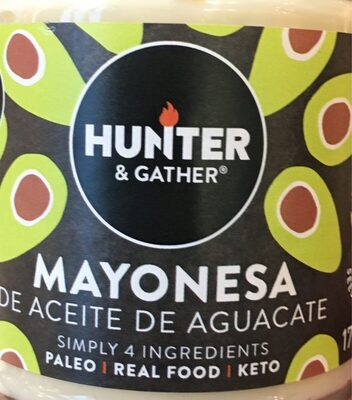 HUNTER
& GATHER®
MAYONESA
DE ACEITE DE AGUACATE
SIMPLY 4 INGREDIENTS
PALEO | REAL FOOD | KETO